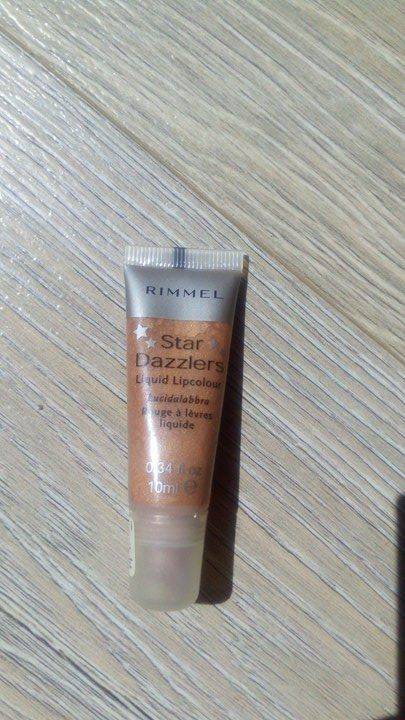 RIMMEL
Star
Dazzlers
Liquid Lipcolour
Lucidalabbra
Rouge à lèvres
liquide
0.34 fl oz
10ml e